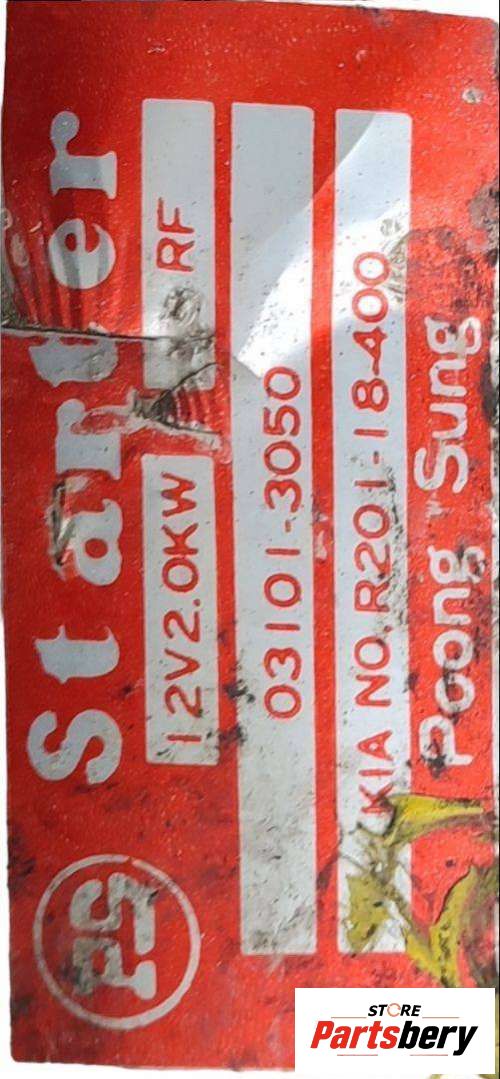 PS Starter
12V2.0KW RF
03101-3050
KIA NO.R201-18-400
Poong Sung
STORE
Partsbery